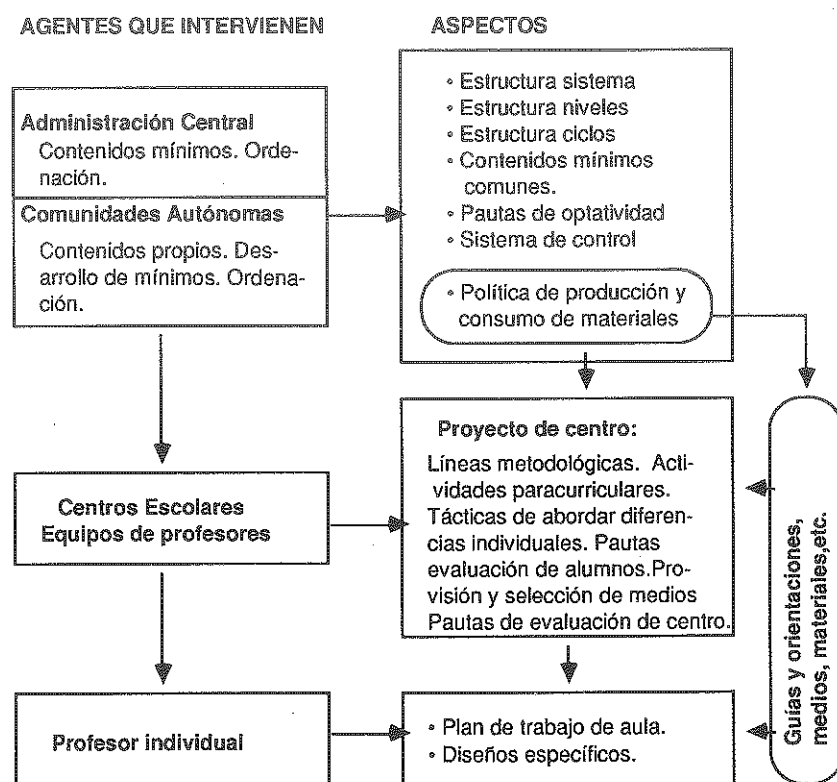 AGENTES QUE INTERVIENEN
ASPECTOS
Administración Central
Contenidos mínimos. Orde-
nación.
Comunidades Autónomas
Contenidos propios. Des-
arrollo de mínimos. Ordena-
ción.
• Estructura sistema
• Estructura niveles
• Estructura ciclos
• Contenidos mínimos
comunes.
• Pautas de optatividad
• Sistema de control
• Política de producción y
consumo de materiales
Centros Escolares
Equipos de profesores
Proyecto de centro:
Líneas metodológicas. Acti-
vidades paracurriculares.
Tácticas de abordar diferen-
cias individuales. Pautas
evaluación de alumnos.Pro-
visión y selección de medios
Pautas de evaluación de centro.
Guías y orientaciones,
medios, materiales,etc.
Profesor individual
• Plan de trabajo de aula.
• Diseños específicos.